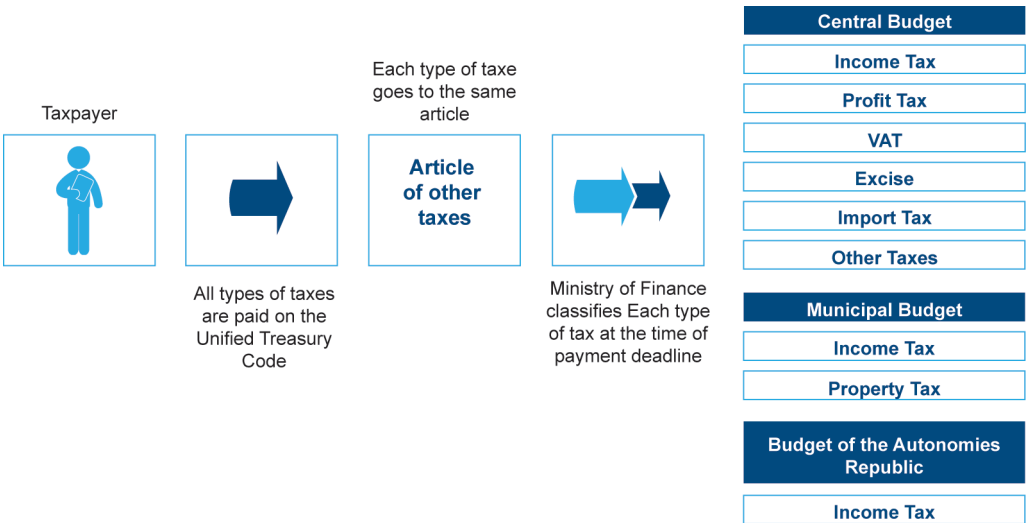 Taxpayer
All types of taxes
are paid on the
Unified Treasury
Code
Each type of taxe
goes to the same
article
Article
of other
taxes
Ministry of Finance
classifies Each type
of tax at the time of
payment deadline
Central Budget
Income Tax
Profit Tax
VAT
Excise
Import Tax
Other Taxes
Municipal Budget
Income Tax
Property Tax
Budget of the Autonomies
Republic
Income Tax